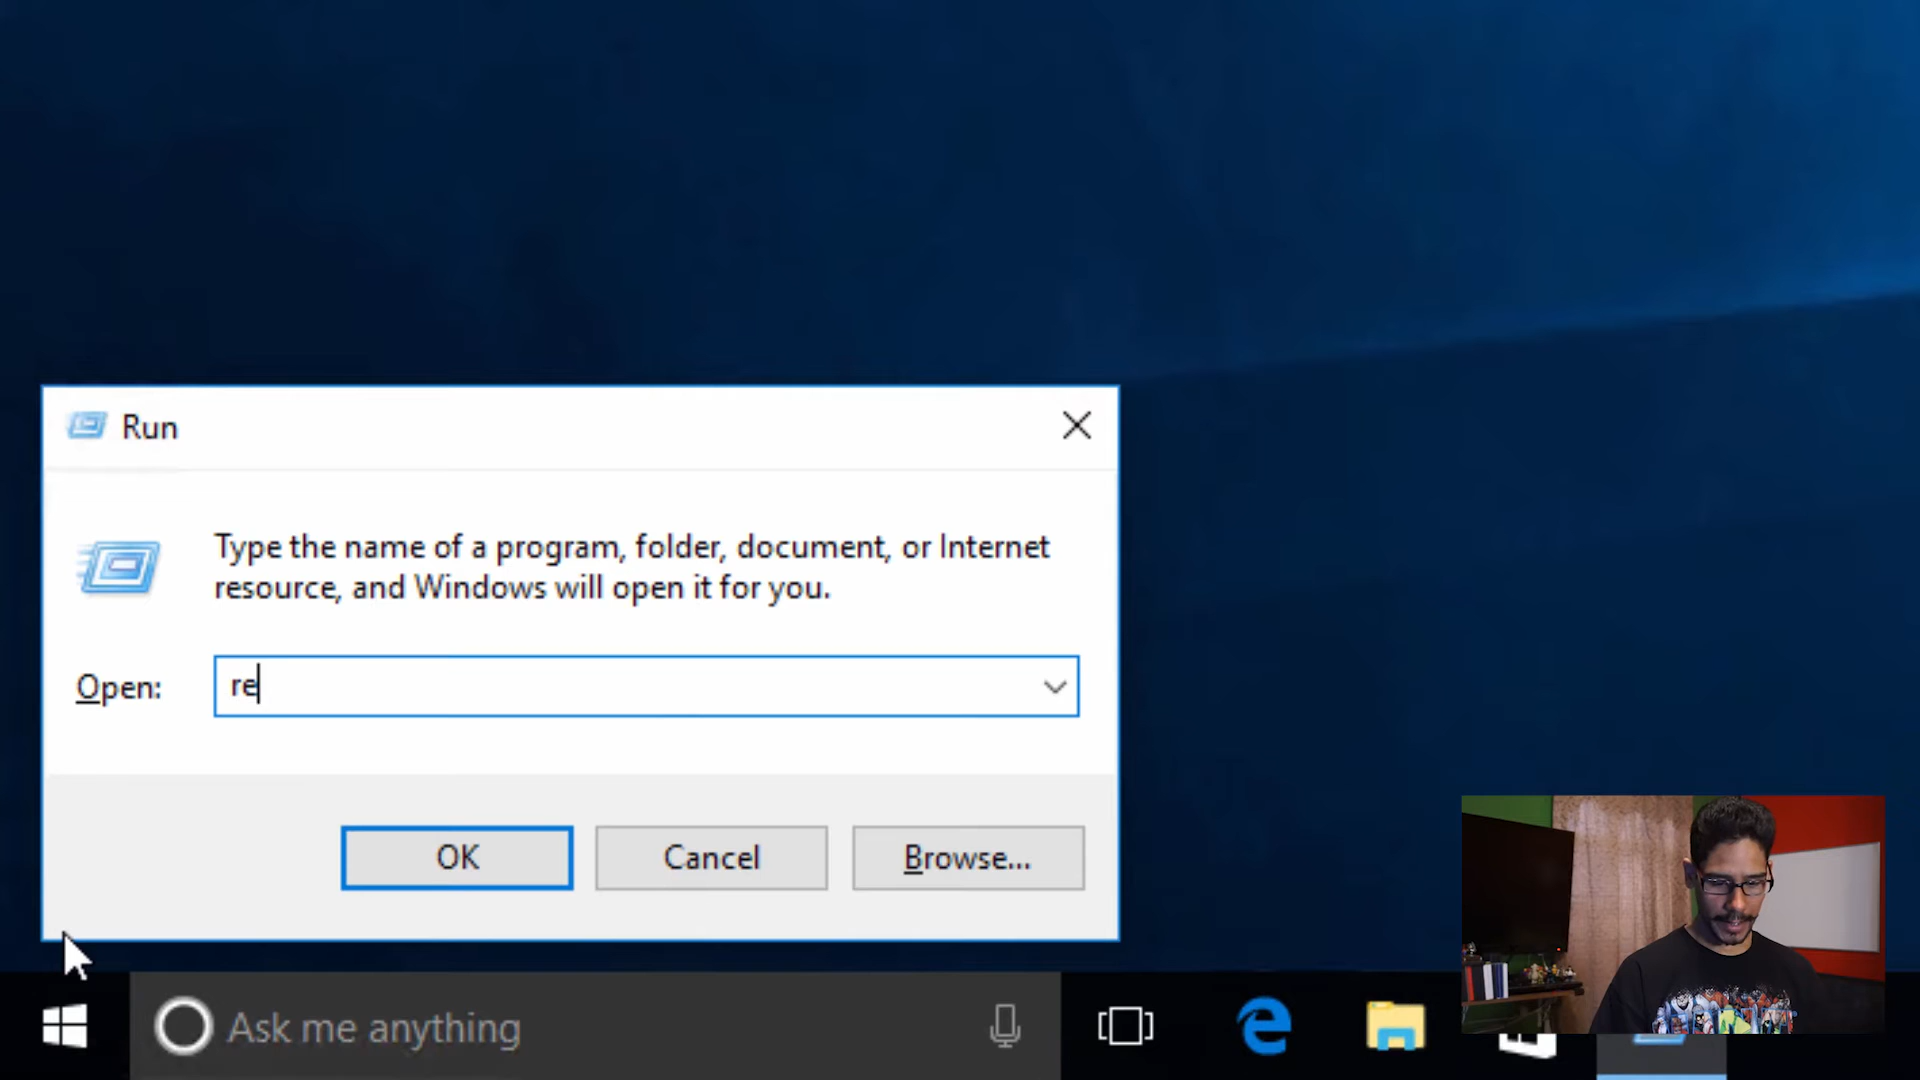 Run
Type the name of a program, folder, document, or Internet
resource, and Windows will open it for you.
Open:
re
OK
Cancel
Browse...
Ask me anything